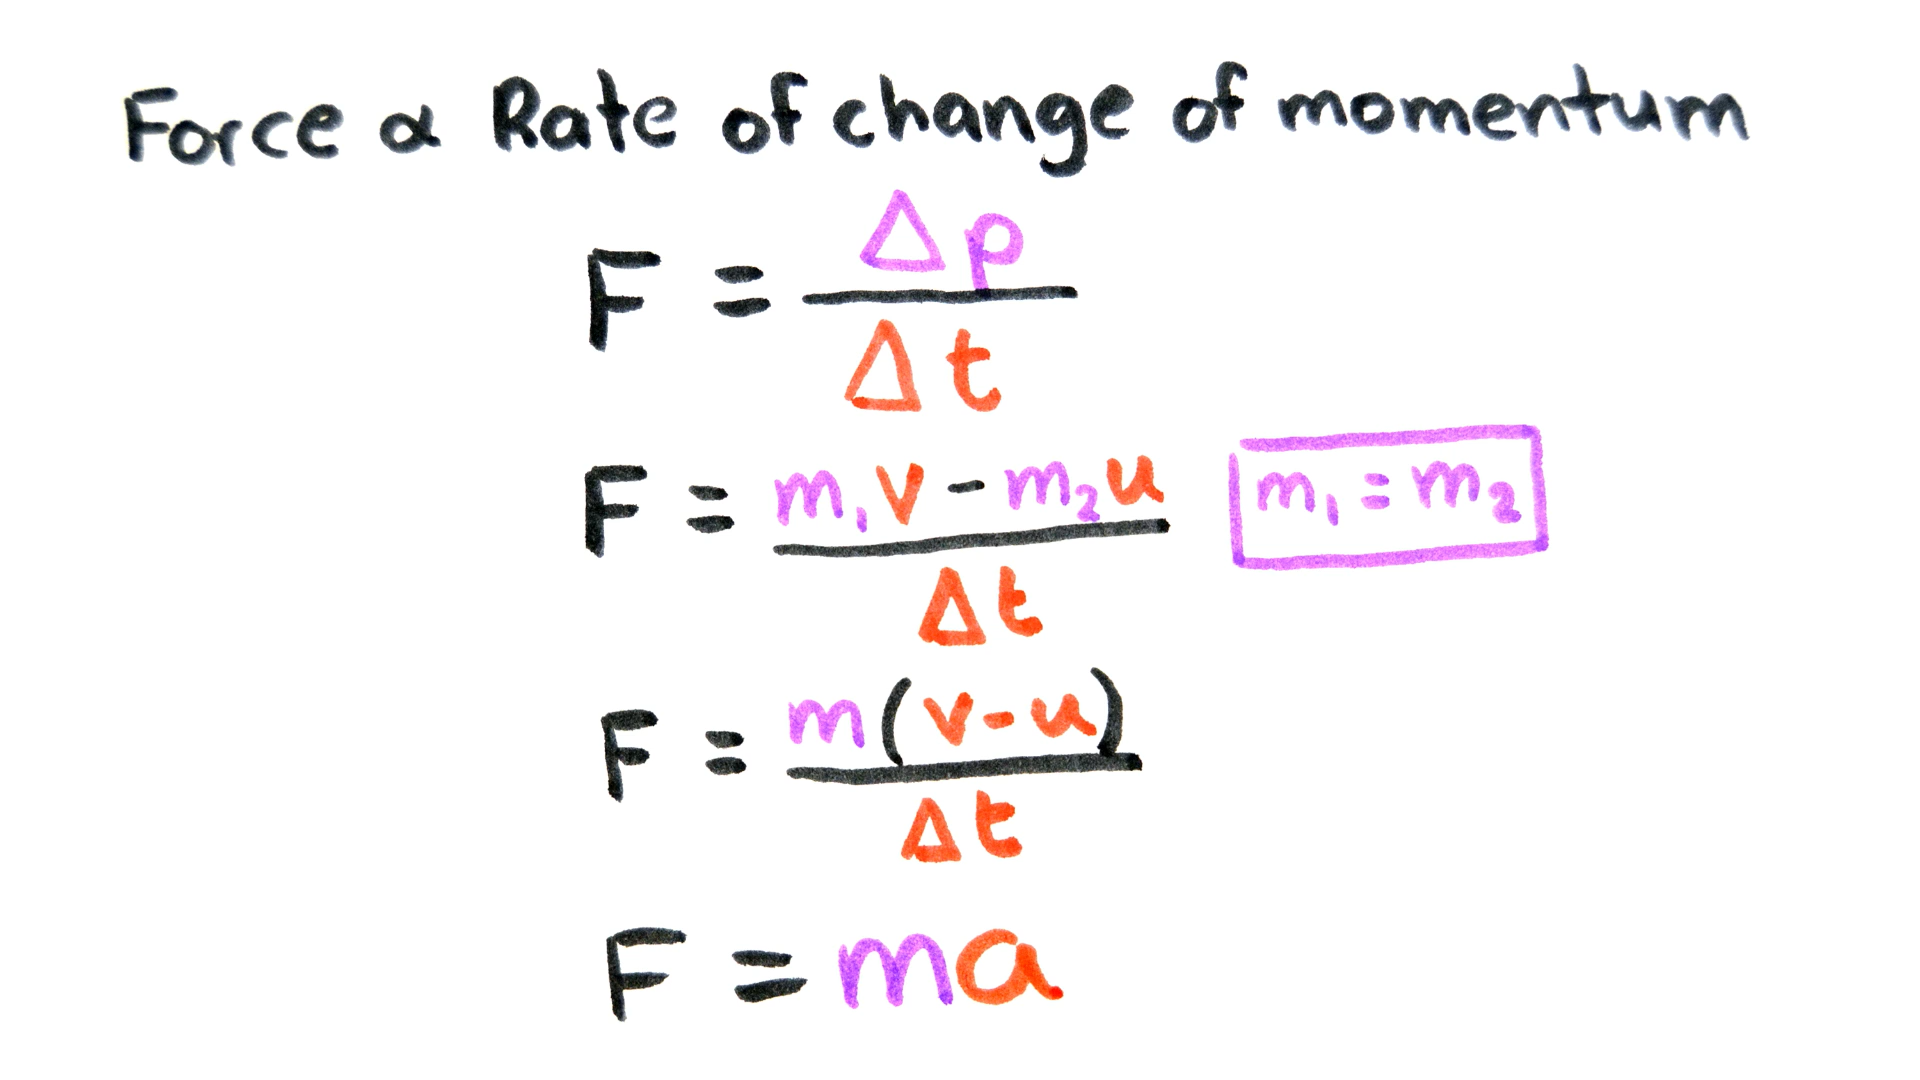 Force α Rate of change of momentum
F = Δp / Δt
F = m₁v - m₂u / Δt
m₁ = m₂
F = m(v-u) / Δt
F = ma